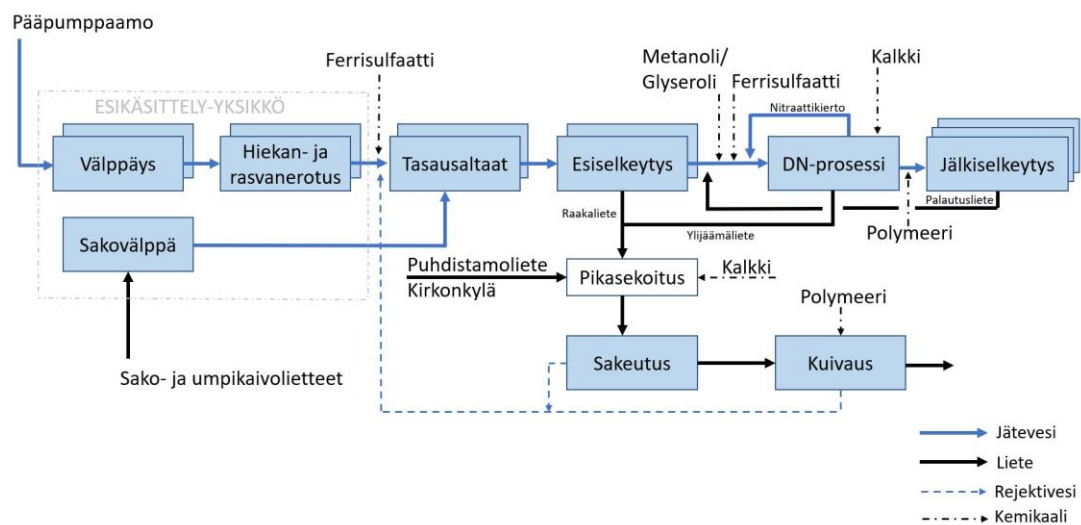 Pääpumppaamo
Ferrisulfaatti
Metanoli/
Glyseroli
Ferrisulfaatti
Kalkki
ESIKÄSITTELY-YKSIKKÖ
Nitraattikierto
Välppäys
Hiekan- ja
rasvanerotus
Tasausaltaat
Esiselkeytys
DN-prosessi
Jälkiselkeytys
Raakaliete
Palautusliete
Ylijäämäliete
Polymeeri
Sakovälppä
Puhdistamoliete
Kirkonkylä
Pikasekoitus
Kalkki
Polymeeri
Sakeutus
Kuivaus
Sako- ja umpikaivolietteet
Jätevesi
Liete
Rejektivesi
Kemikaali